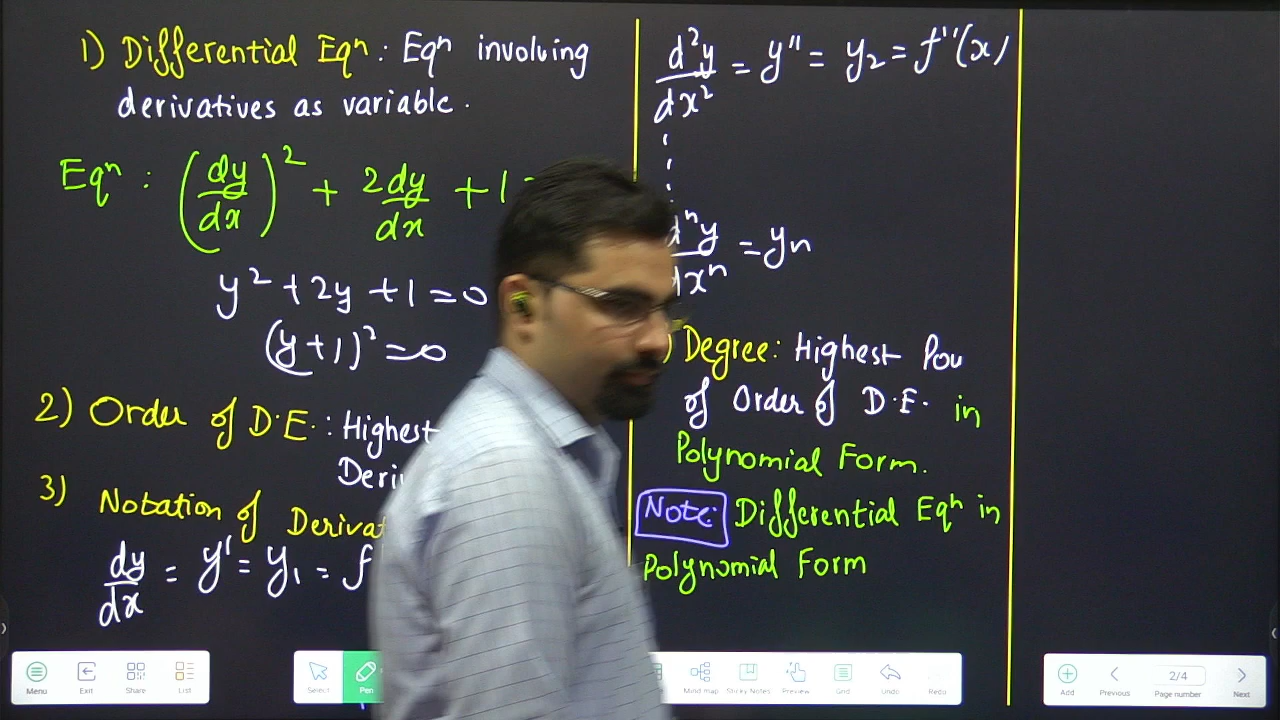 1) Differential Eqⁿ: Eqⁿ involving
derivatives as variable.
Eqⁿ : (dy/dx)² + 2dy/dx + 1
y² + 2y + 1 = 0
(y+1)² = 0
2) Order of D.E.: Highest
3) Notation of
dy/dx = y' = y₁ = f
d²y/dx² = y'' = y₂ = f''(x)
dⁿy/dxⁿ = yn
) Degree: Highest Pow
of Order of D.E. in
Polynomial Form.
Note: Differential Eqⁿ in
Polynomial Form
Menu Exit Share List Select Pen Mind map Sticky Notes Preview Grid Undo Redo Add Previous 2/4 Page number Next